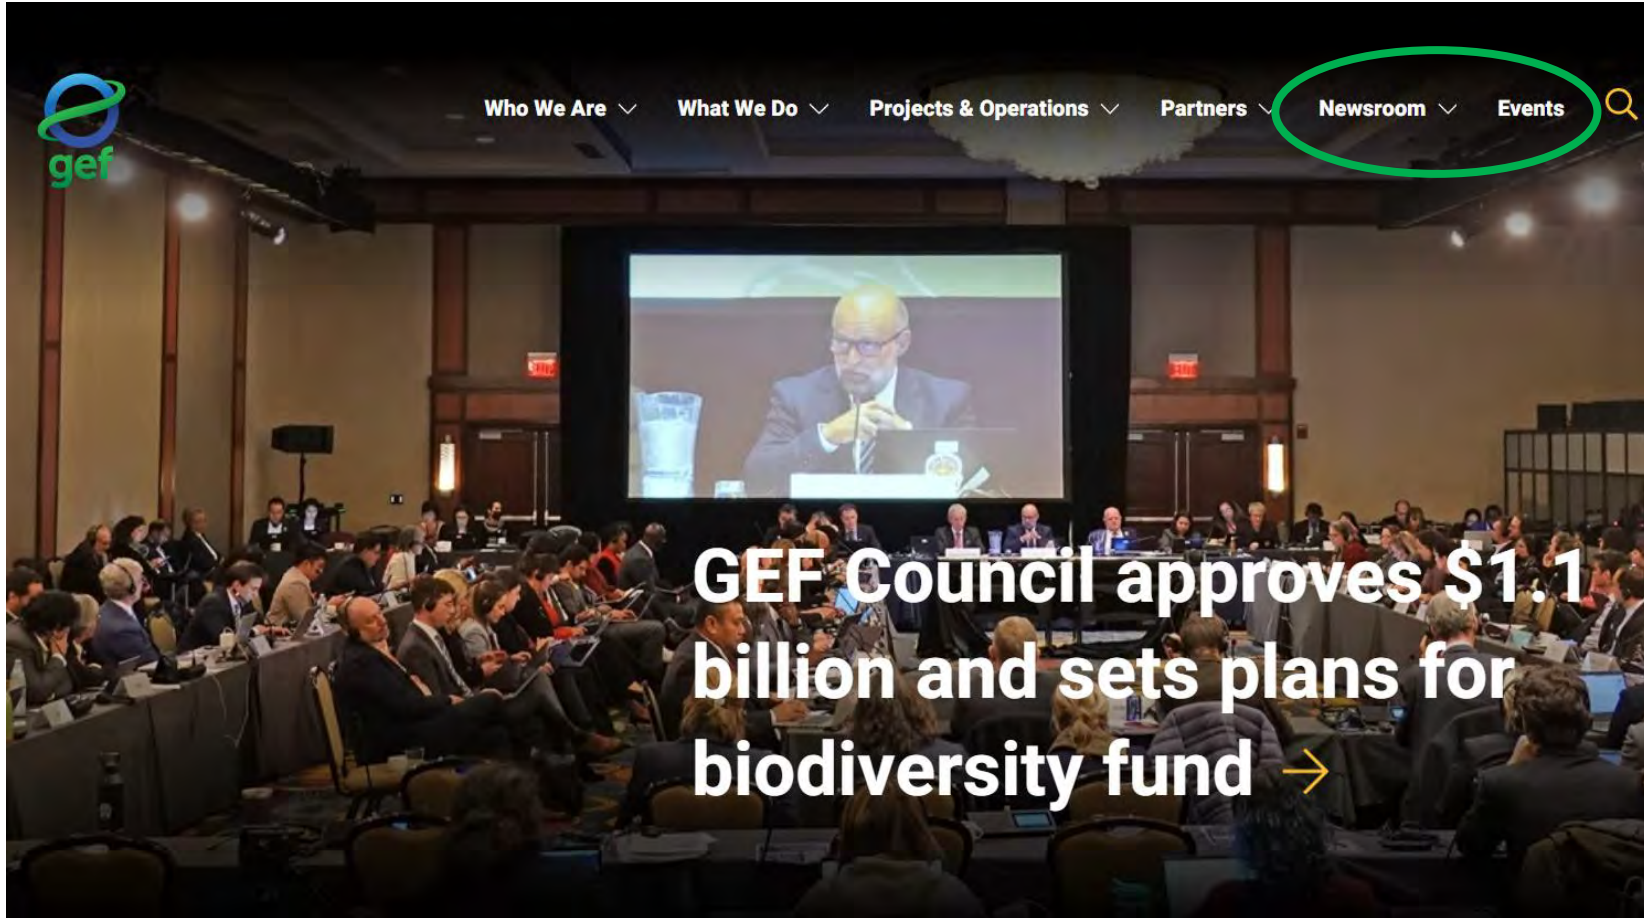 gef
Who We Are
What We Do
Projects & Operations
Partners
Newsroom
Events
EXIT
GEF Council approves $1.1
billion and sets plans for
biodiversity fund →